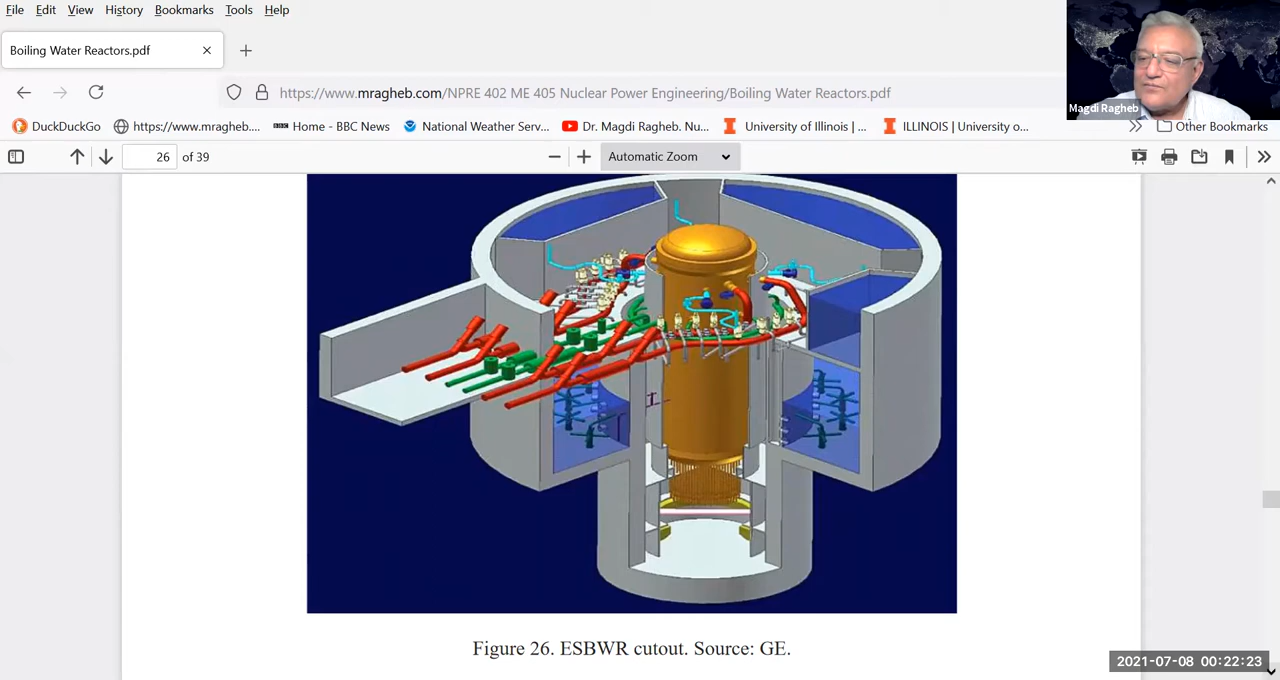 File Edit View History Bookmarks Tools Help
Boiling Water Reactors.pdf
https://www.mragheb.com/NPRE 402 ME 405 Nuclear Power Engineering/Boiling Water Reactors.pdf
Magdi Ragheb
DuckDuckGo https://www.mragheb.... BBC Home - BBC News National Weather Serv... Dr. Magdi Ragheb. Nu... University of Illinois |... ILLINOIS | University o... Other Bookmarks
26 of 39 Automatic Zoom
Figure 26. ESBWR cutout. Source: GE.
2021-07-08 00:22:23